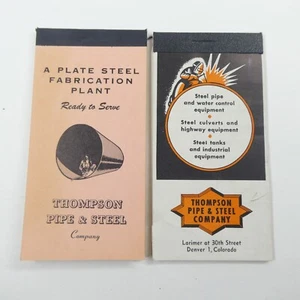 A PLATE STEEL
FABRICATION
PLANT
Ready to Serve
THOMPSON
PIPE & STEEL
Company
Steel pipe
and water control
equipment
• Steel culverts and
highway equipment •
• Steel tanks
and industrial
equipment
THOMPSON
PIPE & STEEL
COMPANY
Larimer at 30th Street
Denver 1, Colorado